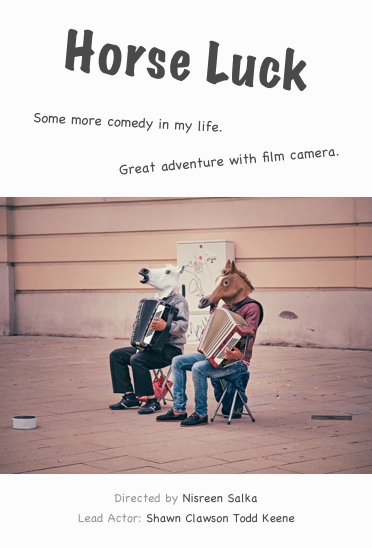 Horse Luck
Some more comedy in my life.
Great adventure with film camera.
Directed by Nisreen Salka
Lead Actor: Shawn Clawson Todd Keene